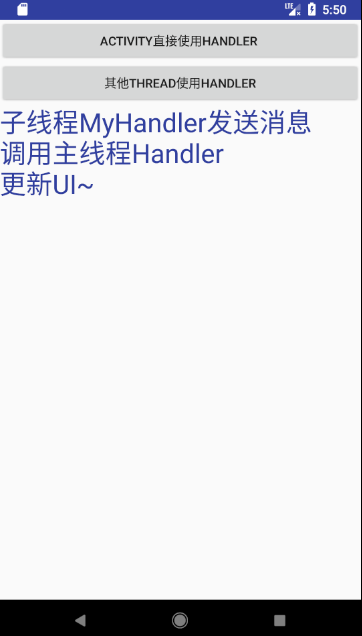 LTE 5:50
ACTIVITY直接使用HANDLER
其他THREAD使用HANDLER
子线程MyHandler发送消息
调用主线程Handler
更新UI~